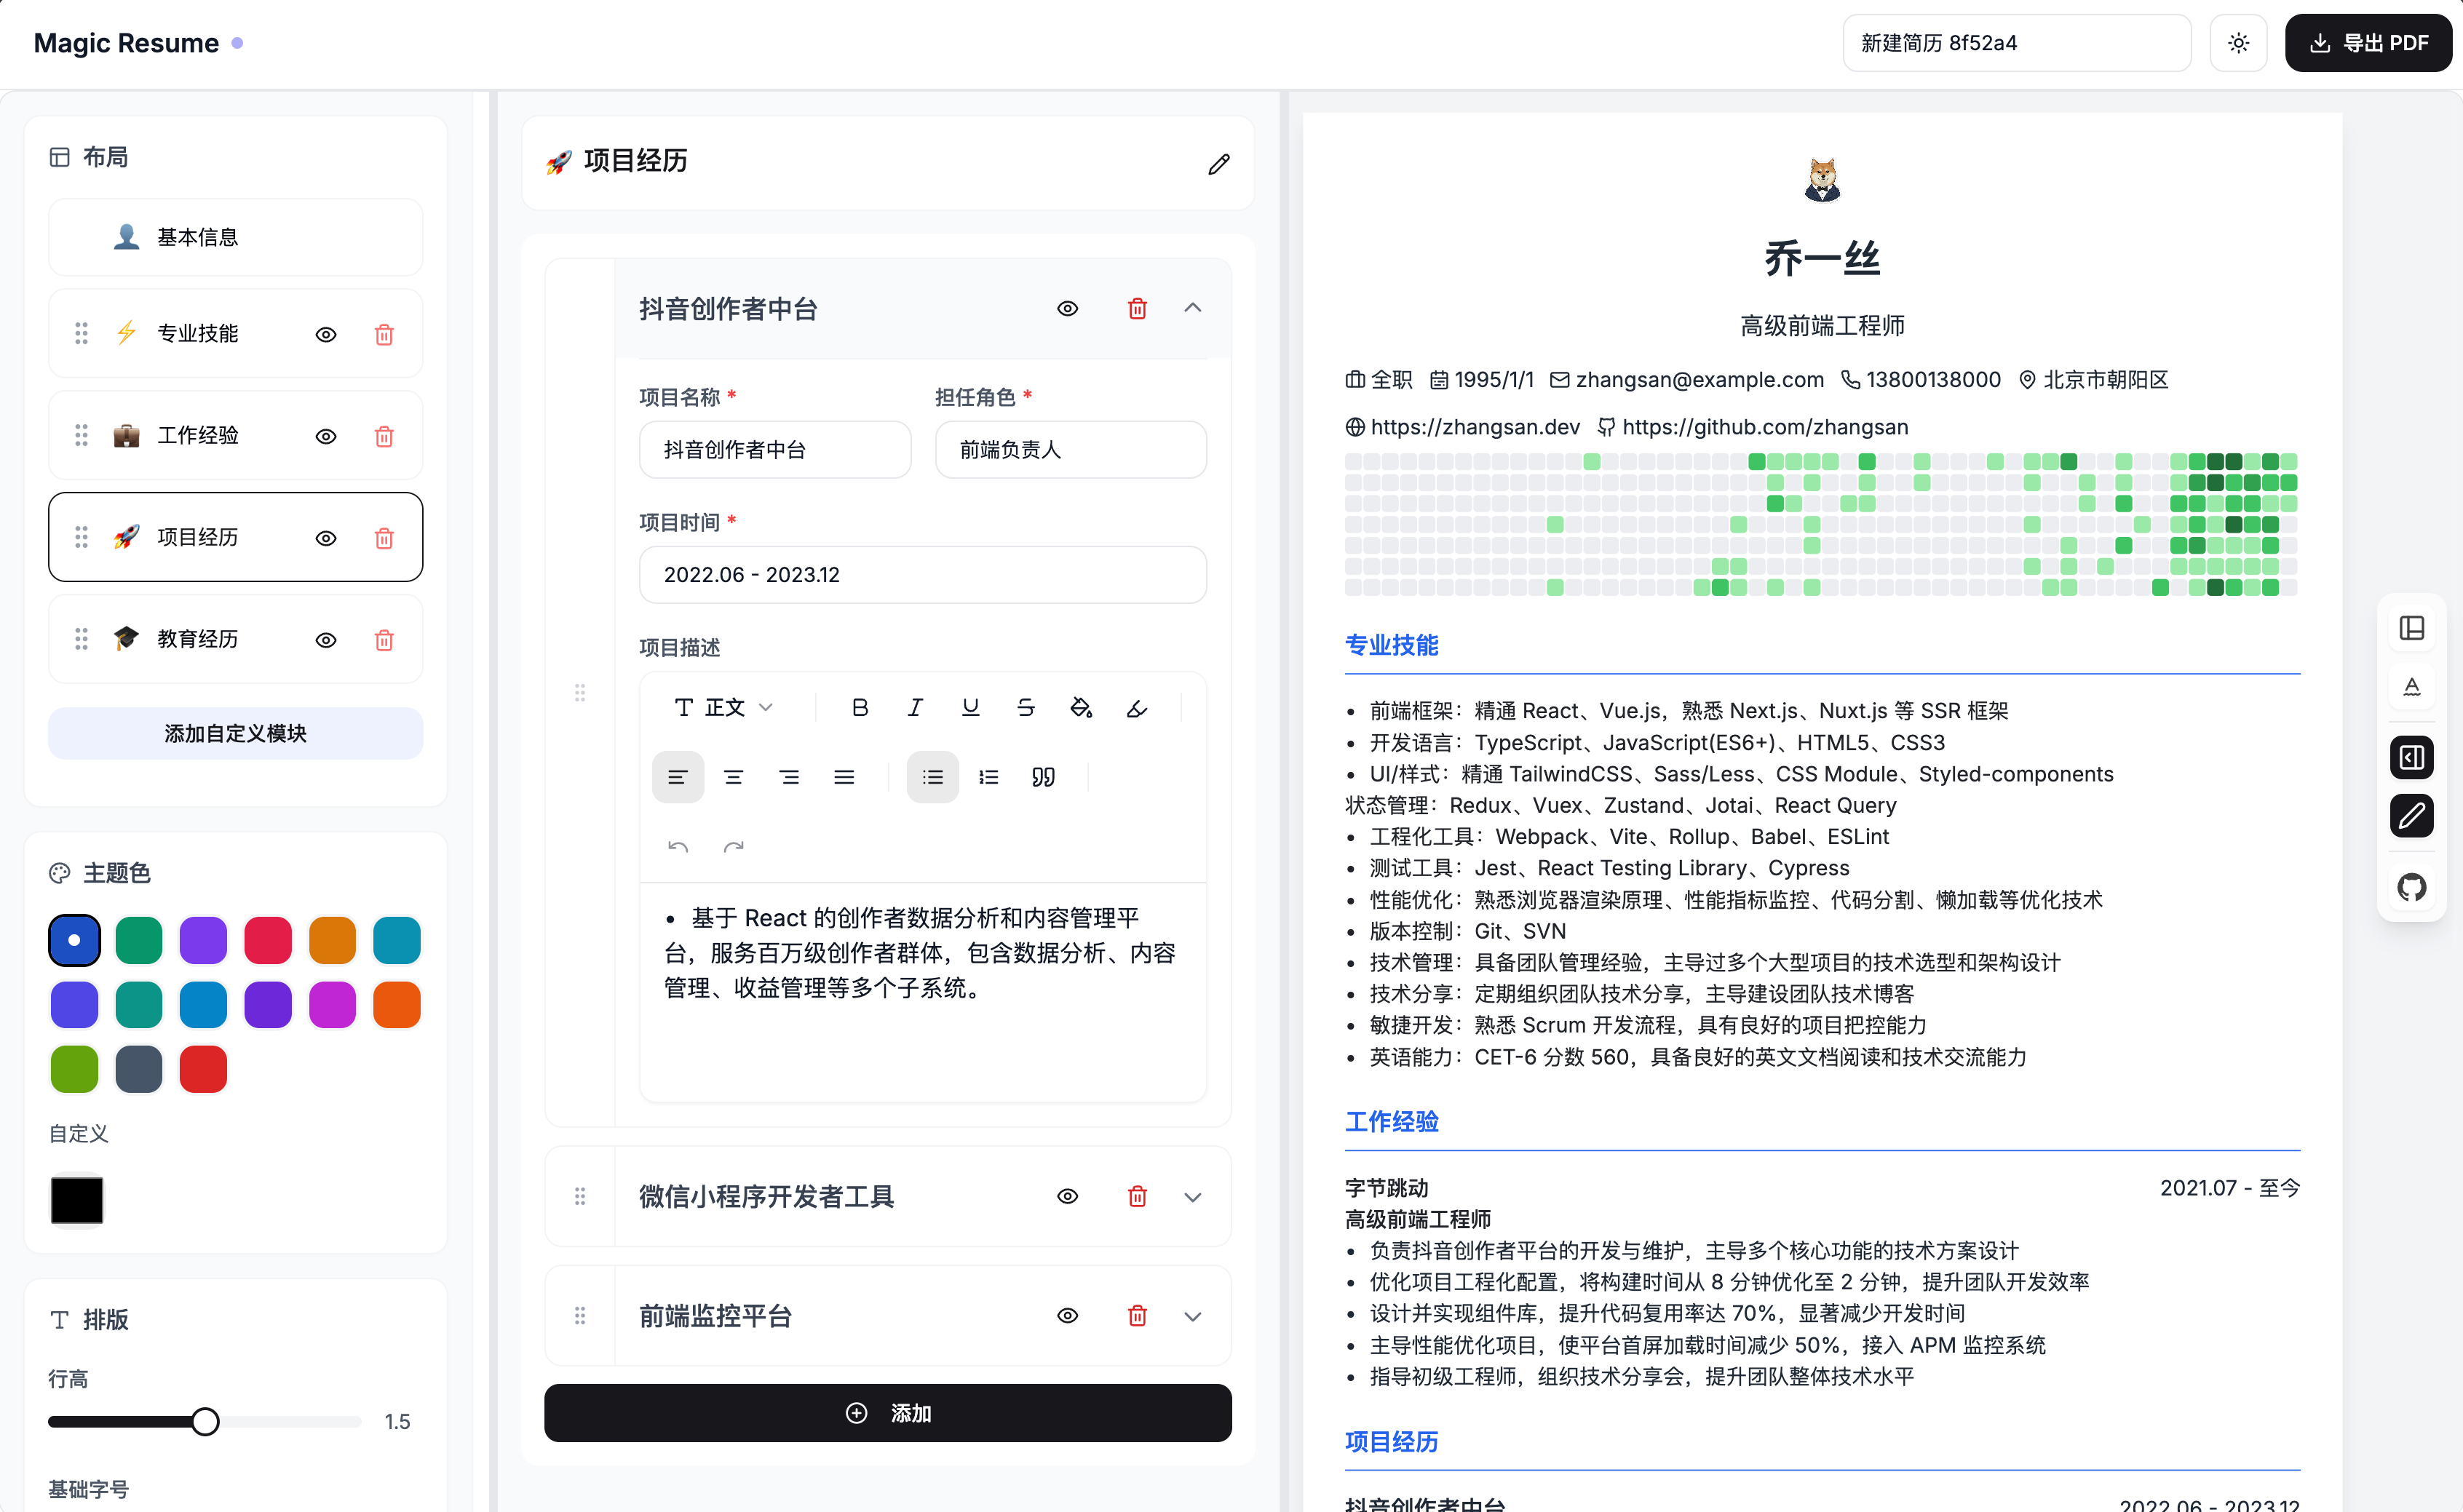 Magic Resume
新建简历 8f52a4
导出 PDF
布局
基本信息
专业技能
工作经验
项目经历
教育经历
添加自定义模块
主题色
自定义
排版
行高
1.5
基础字号
项目经历
抖音创作者中台
项目名称 *
担任角色 *
抖音创作者中台
前端负责人
项目时间 *
2022.06 - 2023.12
项目描述
正文
• 基于 React 的创作者数据分析和内容管理平
台，服务百万级创作者群体，包含数据分析、内容
管理、收益管理等多个子系统。
微信小程序开发者工具
前端监控平台
添加
乔一丝
高级前端工程师
全职 1995/1/1 zhangsan@example.com 13800138000 北京市朝阳区
https://zhangsan.dev https://github.com/zhangsan
专业技能
• 前端框架：精通 React、Vue.js，熟悉 Next.js、Nuxt.js 等 SSR 框架
• 开发语言：TypeScript、JavaScript(ES6+)、HTML5、CSS3
• UI/样式：精通 TailwindCSS、Sass/Less、CSS Module、Styled-components
状态管理：Redux、Vuex、Zustand、Jotai、React Query
• 工程化工具：Webpack、Vite、Rollup、Babel、ESLint
• 测试工具：Jest、React Testing Library、Cypress
• 性能优化：熟悉浏览器渲染原理、性能指标监控、代码分割、懒加载等优化技术
• 版本控制：Git、SVN
• 技术管理：具备团队管理经验，主导过多个大型项目的技术选型和架构设计
• 技术分享：定期组织团队技术分享，主导建设团队技术博客
• 敏捷开发：熟悉 Scrum 开发流程，具有良好的项目把控能力
• 英语能力：CET-6 分数 560，具备良好的英文文档阅读和技术交流能力
工作经验
字节跳动 2021.07 - 至今
高级前端工程师
• 负责抖音创作者平台的开发与维护，主导多个核心功能的技术方案设计
• 优化项目工程化配置，将构建时间从 8 分钟优化至 2 分钟，提升团队开发效率
• 设计并实现组件库，提升代码复用率达 70%，显著减少开发时间
• 主导性能优化项目，使平台首屏加载时间减少 50%，接入 APM 监控系统
• 指导初级工程师，组织技术分享会，提升团队整体技术水平
项目经历
抖音创作者中台 2022.06 - 2023.12